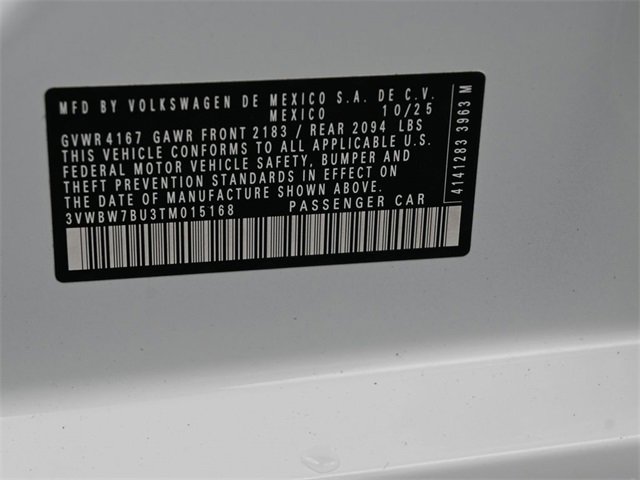 MFD BY VOLKSWAGEN DE MEXICO S.A. DE C.V.
MEXICO 10/25
GVWR 4167 GAWR FRONT 2183 / REAR 2094 LBS
THIS VEHICLE CONFORMS TO ALL APPLICABLE U.S.
FEDERAL MOTOR VEHICLE SAFETY, BUMPER AND
THEFT PREVENTION STANDARDS IN EFFECT ON
THE DATE OF MANUFACTURE SHOWN ABOVE.
3VWBW7BU3TM015168 PASSENGER CAR
4141283 3963 M